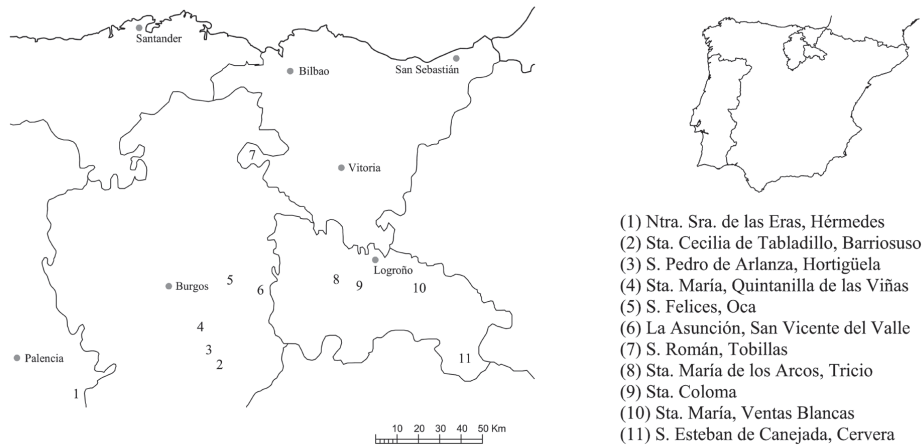 Santander
Bilbao
San Sebastián
7
Vitoria
Logroño
8
9
10
5
Burgos
6
4
3
Palencia
2
11
1
0 10 20 30 40 50 Km
(1) Ntra. Sra. de las Eras, Hérmedes
(2) Sta. Cecilia de Tabladillo, Barriosuso
(3) S. Pedro de Arlanza, Hortigüela
(4) Sta. María, Quintanilla de las Viñas
(5) S. Felices, Oca
(6) La Asunción, San Vicente del Valle
(7) S. Román, Tobillas
(8) Sta. María de los Arcos, Tricio
(9) Sta. Coloma
(10) Sta. María, Ventas Blancas
(11) S. Esteban de Canejada, Cervera